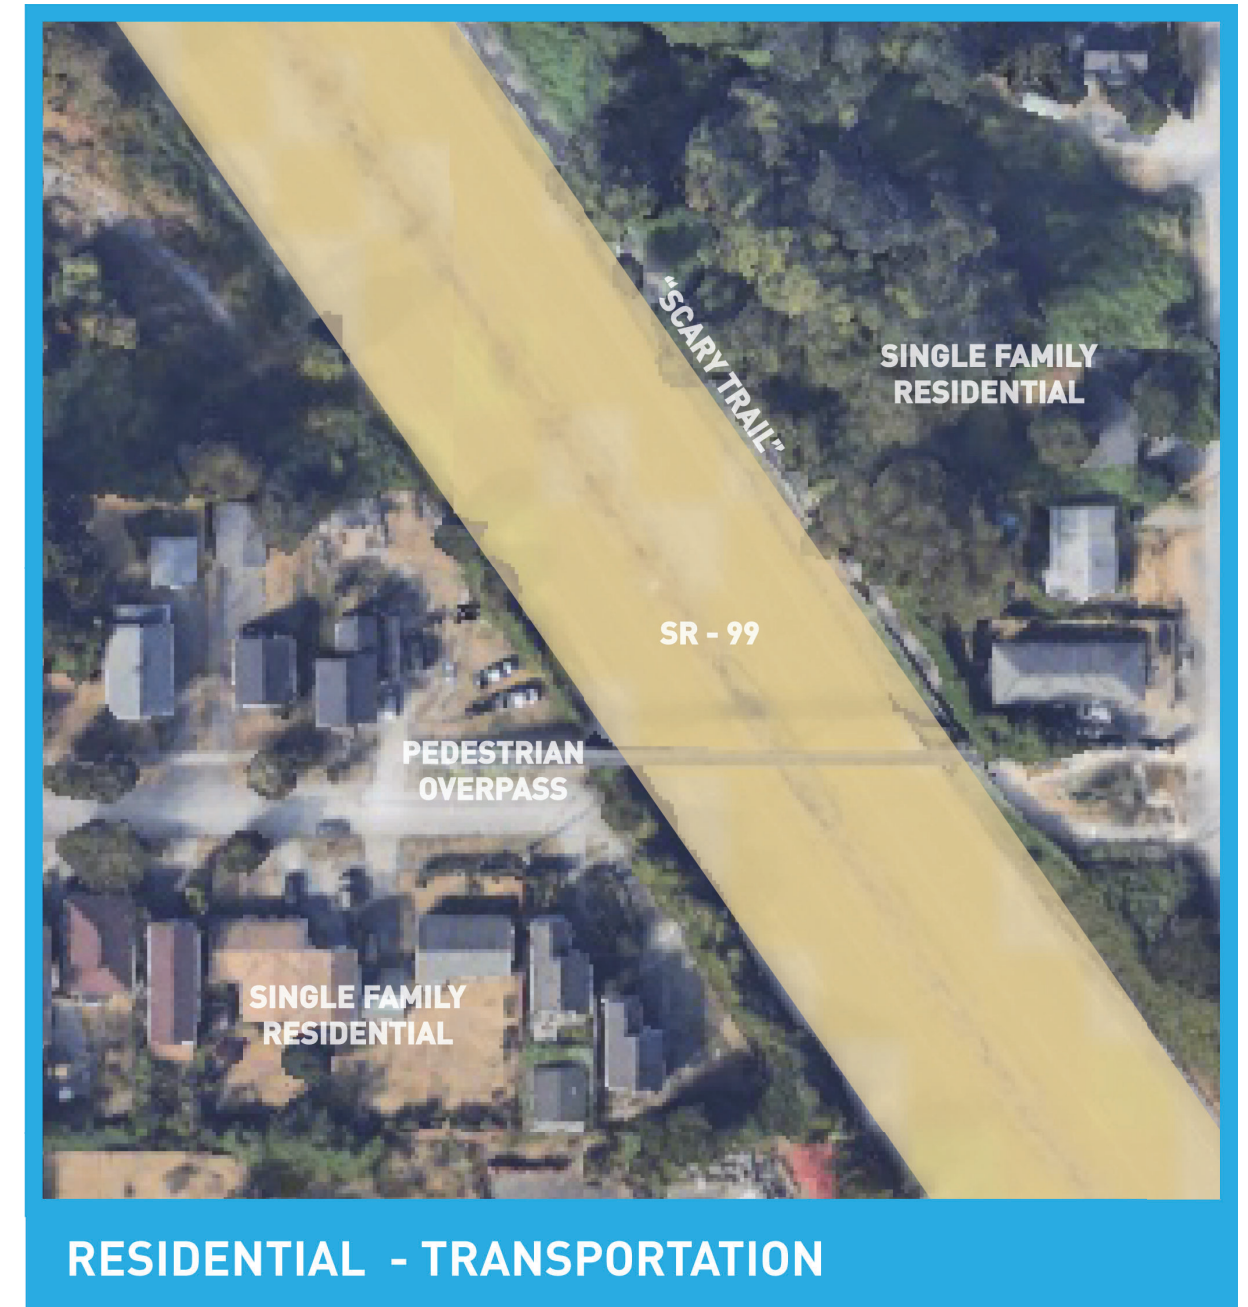 “SCARY TRAIL”
SINGLE FAMILY
RESIDENTIAL
SR - 99
PEDESTRIAN
OVERPASS
SINGLE FAMILY
RESIDENTIAL
RESIDENTIAL - TRANSPORTATION